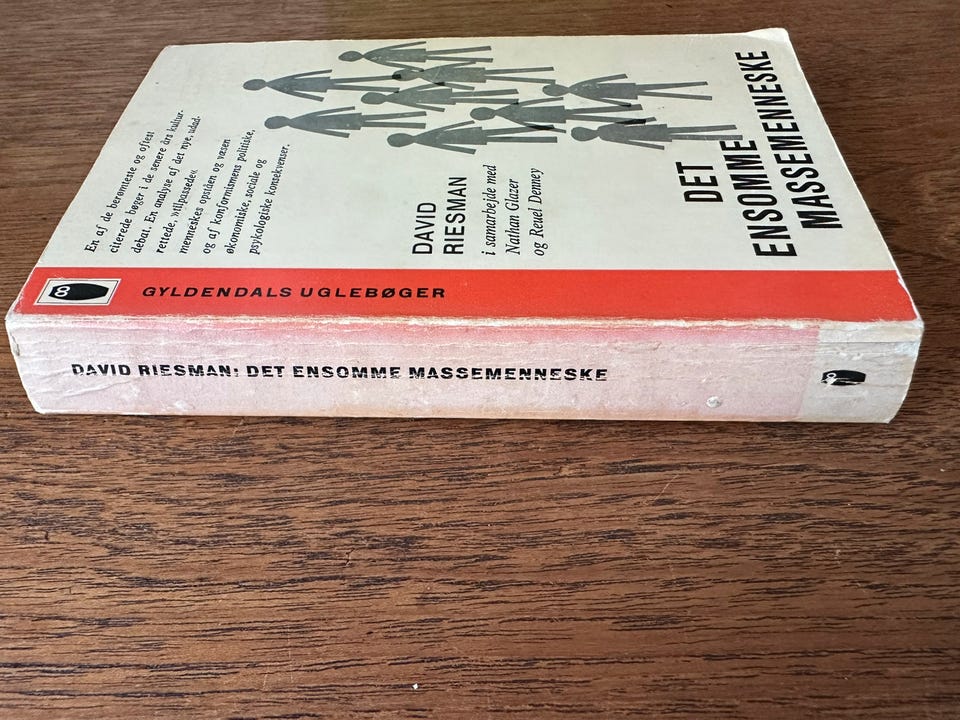 DET
ENSOMME
MASSEMENNESKE
DAVID
RIESMAN
i samarbejde med
Nathan Glazer
og Reuel Denney
En af de berømteste og oftest
citerede bøger i de senere års kultur-
debat. En analyse af det nye, udad-
rettede, »tilpassede«
menneskes opståen og væsen
og af konformismens politiske,
økonomiske, sociale og
psykologiske konsekvenser.
GYLDENDALS UGLEBØGER
DAVID RIESMAN: DET ENSOMME MASSEMENNESKE